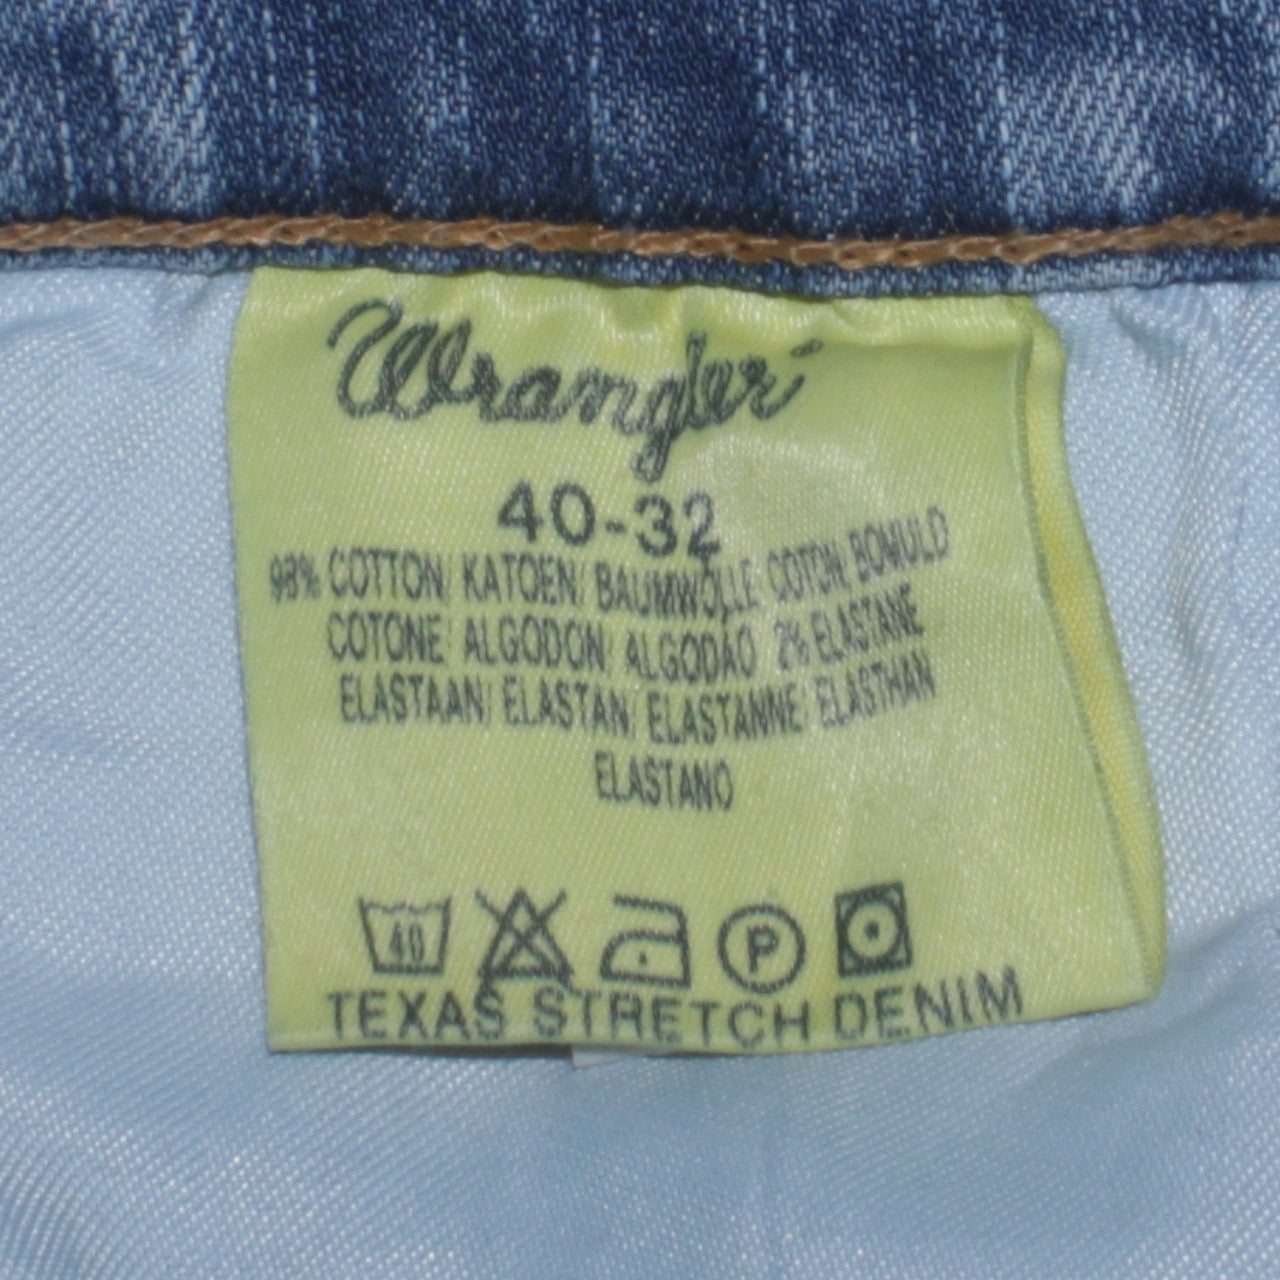 Wrangler
40-32
98% COTTON/ KATOEN/ BAUMWOLLE COTON BOMULD
COTONE/ ALGODON/ ALGODAO 2% ELASTANE
ELASTAAN/ ELASTAN/ ELASTANNE/ ELASTHAN
ELASTANO
40 P
TEXAS STRETCH DENIM